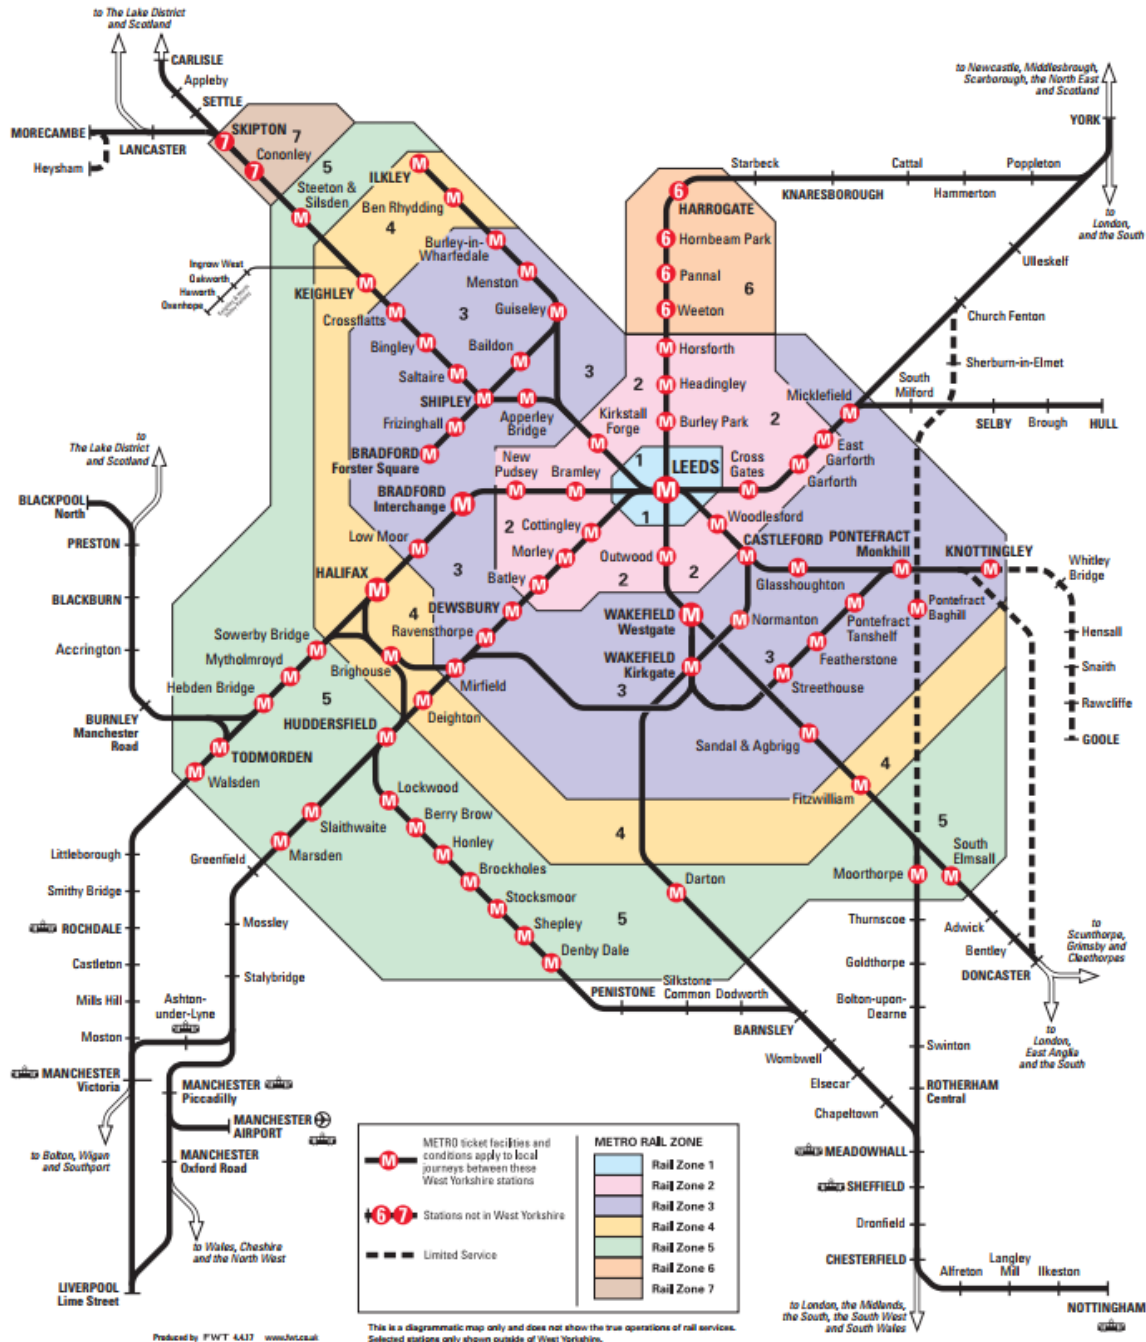 to The Lake District
and Scotland
CARLISLE
Appleby
SETTLE
MORECAMBE
LANCASTER
Heysham
SKIPTON
7
7
Cononley
7
5
Steeton &
Silsden
M
ILKLEY
M
Ben Rhydding
M
4
Burley-in-
Wharfedale
M
Menston
M
Guiseley
M
Ingrow West
Oakworth
Haworth
Oxenhope
KEIGHLEY
M
Crossflatts
M
3
Bingley
M
Baildon
M
Saltaire
M
3
SHIPLEY
M
Apperley
Bridge
M
Frizinghall
M
BRADFORD
Forster Square
M
Kirkstall
Forge
M
to Newcastle, Middlesbrough,
Scarborough, the North East
and Scotland
YORK
to
London,
and the South
Starbeck
KNARESBOROUGH
Cattal
Hammerton
Poppleton
6
HARROGATE
6
Hornbeam Park
6
Pannal
6
6
Weeton
M
Horsforth
2
M
Headingley
M
Burley Park
2
Ulleskelf
Church Fenton
Sherburn-in-Elmet
South
Milford
SELBY
Brough
HULL
Micklefield
M
East
Garforth
M
Garforth
M
Cross
Gates
M
1
LEEDS
M
1
New
Pudsey
M
Bramley
M
BRADFORD
Interchange
M
2
Cottingley
M
Morley
M
Batley
M
2
Outwood
M
2
Woodlesford
M
CASTLEFORD
M
Glasshoughton
M
PONTEFRACT
Monkhill
M
KNOTTINGLEY
M
Whitley
Bridge
Hensall
Snaith
Rawcliffe
GOOLE
Pontefract
Baghill
M
Pontefract
Tanshelf
M
Featherstone
M
Streethouse
M
3
Normanton
M
WAKEFIELD
Westgate
M
WAKEFIELD
Kirkgate
M
3
Low Moor
M
HALIFAX
M
3
4
DEWSBURY
M
Ravensthorpe
M
Mirfield
M
Brighouse
M
Deighton
M
HUDDERSFIELD
M
5
Sowerby Bridge
M
Mytholmroyd
M
Hebden Bridge
M
TODMORDEN
M
Walsden
M
to
The Lake District
and Scotland
BLACKPOOL
North
PRESTON
BLACKBURN
Accrington
BURNLEY
Manchester
Road
Sandal & Agbrigg
M
Fitzwilliam
M
4
5
South
Elmsall
M
Moorthorpe
M
4
Darton
M
Lockwood
M
Berry Brow
M
Honley
M
Brockholes
M
Stocksmoor
M
Shepley
M
Denby Dale
M
5
Slaithwaite
M
Marsden
M
Greenfield
Mossley
Stalybridge
Littleborough
Smithy Bridge
ROCHDALE
Castleton
Mills Hill
Moston
Ashton-
under-Lyne
MANCHESTER
Victoria
to Bolton, Wigan
and Southport
MANCHESTER
Piccadilly
MANCHESTER
AIRPORT
MANCHESTER
Oxford Road
to Wales, Cheshire
and the North West
LIVERPOOL
Lime Street
PENISTONE
Silkstone
Common
Dodworth
BARNSLEY
Wombwell
Elsecar
Chapeltown
Thurnscoe
Goldthorpe
Bolton-upon-
Dearne
Swinton
ROTHERHAM
Central
MEADOWHALL
SHEFFIELD
Dronfield
CHESTERFIELD
Alfreton
Langley
Mill
Ilkeston
NOTTINGHAM
to London, the Midlands,
the South, the South West
and South Wales
Adwick
Bentley
DONCASTER
to
Scunthorpe,
Grimsby and
Cleethorpes
to
London,
East Anglia
and the South
M
METRO ticket facilities and
conditions apply to local
journeys between these
West Yorkshire stations
6 7
Stations not in West Yorkshire
Limited Service
METRO RAIL ZONE
Rail Zone 1
Rail Zone 2
Rail Zone 3
Rail Zone 4
Rail Zone 5
Rail Zone 6
Rail Zone 7
This is a diagrammatic map only and does not show the true operations of rail services.
Selected stations only shown outside of West Yorkshire.
Produced by FWT 4.4.17 www.fwt.co.uk